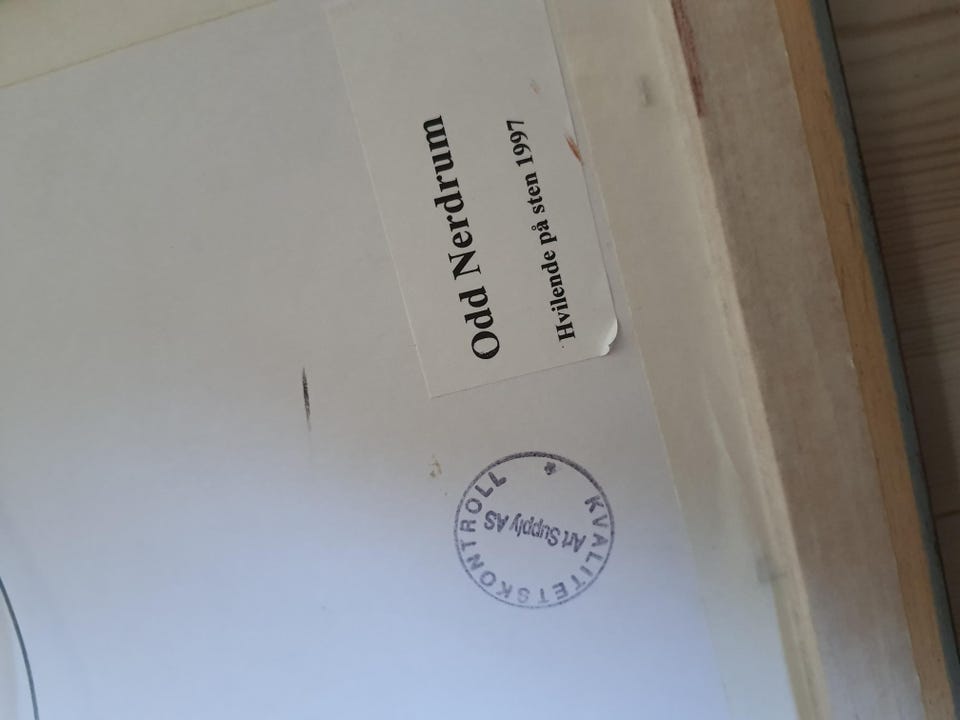 Odd Nerdrum
Hvilende på sten 1997
KVALITETSKONTROLL *
Art Supply AS